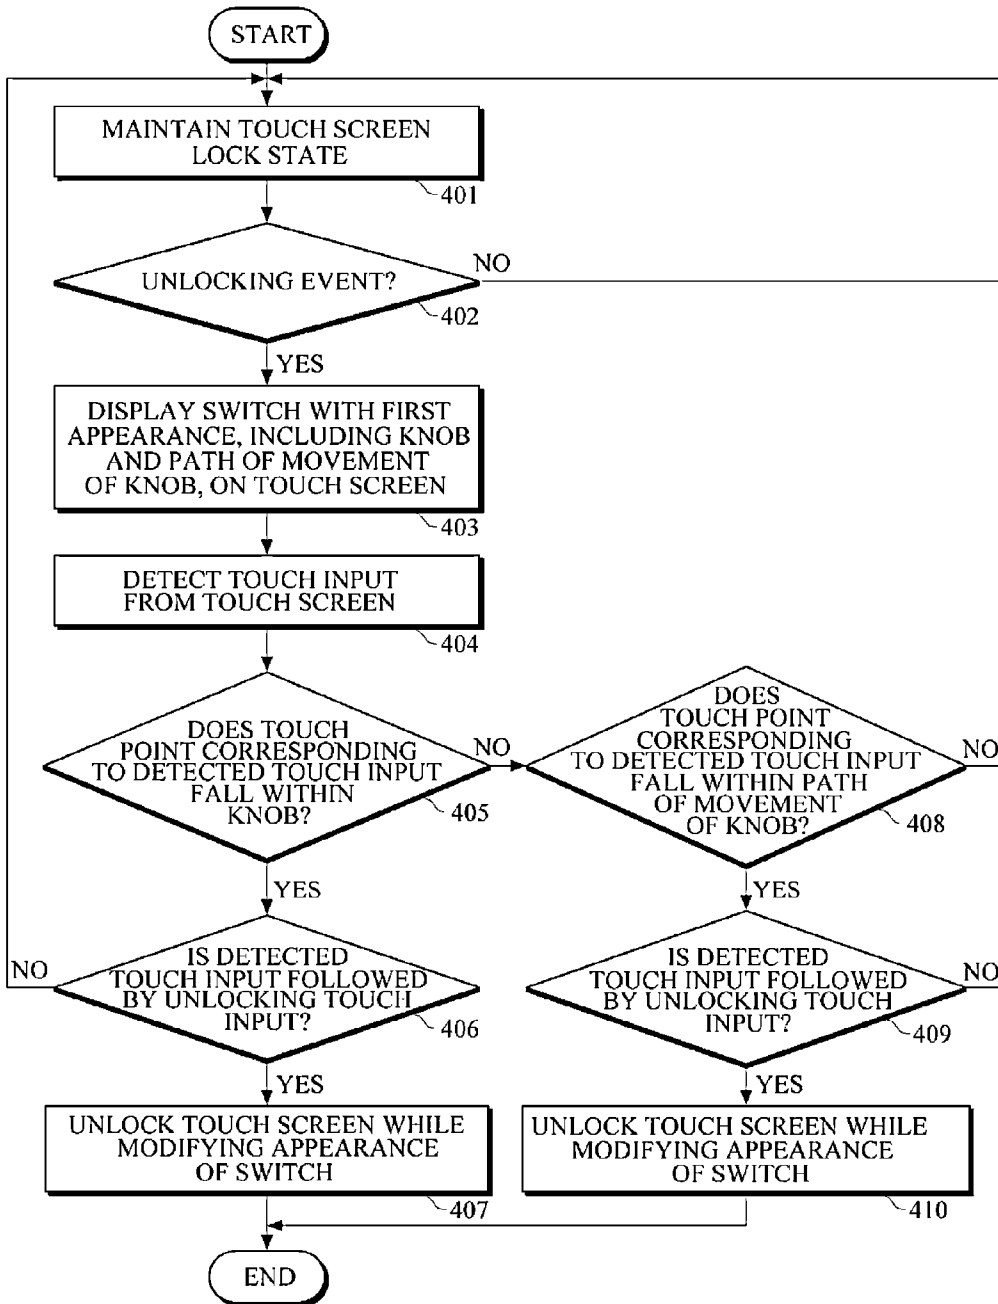 START
MAINTAIN TOUCH SCREEN
LOCK STATE
401
UNLOCKING EVENT?
NO
402
YES
DISPLAY SWITCH WITH FIRST
APPEARANCE, INCLUDING KNOB
AND PATH OF MOVEMENT
OF KNOB, ON TOUCH SCREEN
403
DETECT TOUCH INPUT
FROM TOUCH SCREEN
404
DOES TOUCH
POINT CORRESPONDING
TO DETECTED TOUCH INPUT
FALL WITHIN
KNOB?
NO
405
DOES
TOUCH POINT
CORRESPONDING
TO DETECTED TOUCH INPUT
FALL WITHIN PATH
OF MOVEMENT
OF KNOB?
NO
408
YES
YES
NO
IS DETECTED
TOUCH INPUT FOLLOWED
BY UNLOCKING TOUCH
INPUT?
406
IS DETECTED
TOUCH INPUT FOLLOWED
BY UNLOCKING TOUCH
INPUT?
NO
409
YES
YES
UNLOCK TOUCH SCREEN WHILE
MODIFYING APPEARANCE
OF SWITCH
407
UNLOCK TOUCH SCREEN WHILE
MODIFYING APPEARANCE
OF SWITCH
410
END